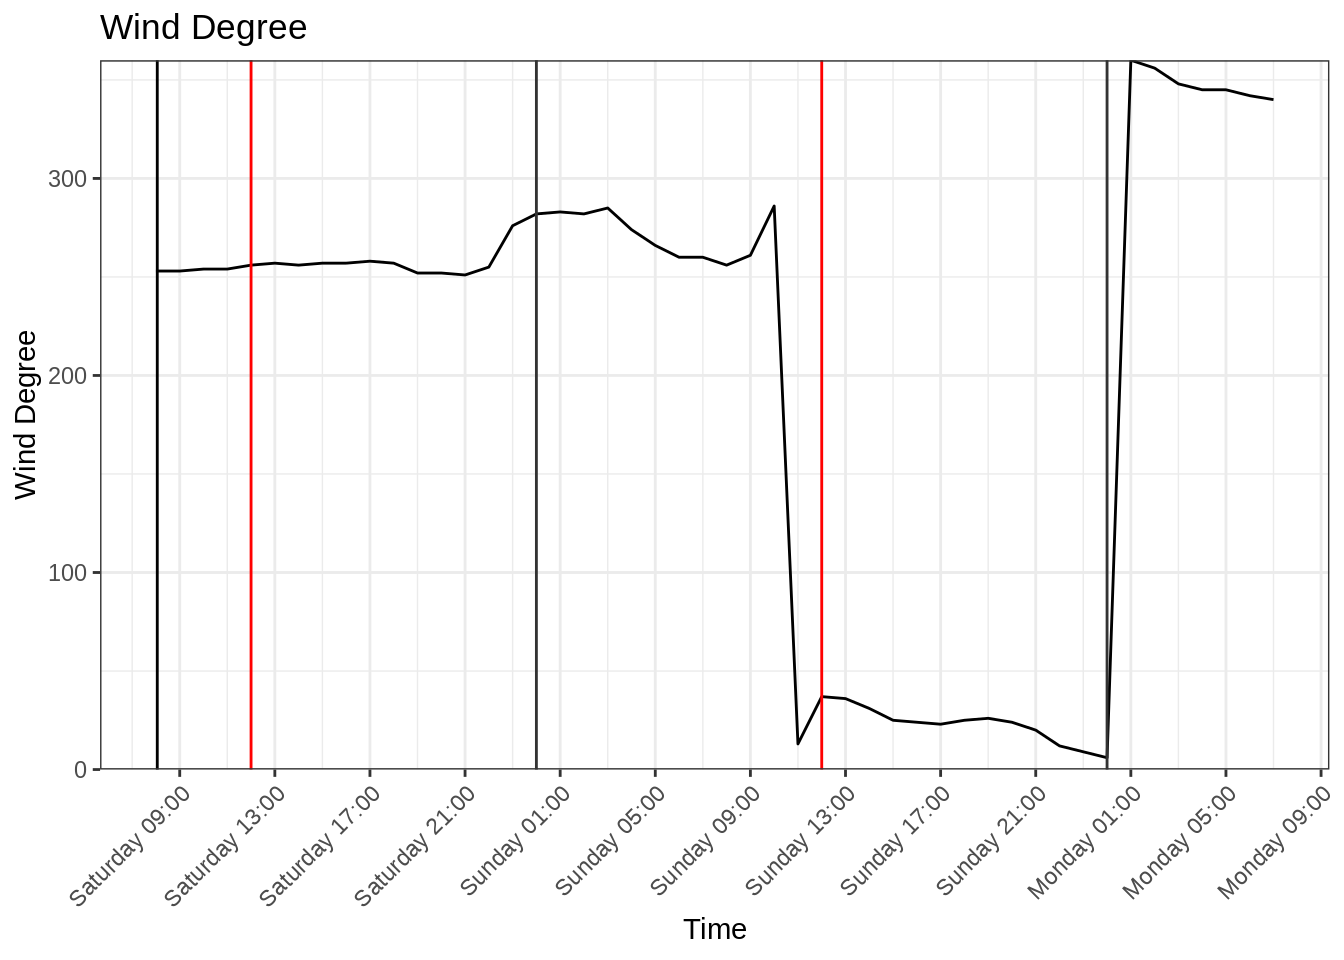 Wind Degree
Wind Degree
300
200
100
0
Saturday 09:00
Saturday 13:00
Saturday 17:00
Saturday 21:00
Sunday 01:00
Sunday 05:00
Sunday 09:00
Sunday 13:00
Sunday 17:00
Sunday 21:00
Monday 01:00
Monday 05:00
Monday 09:00
Time